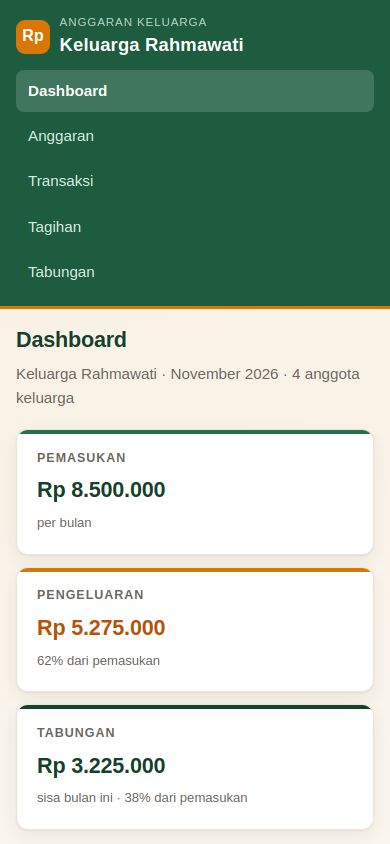 Rp
ANGGARAN KELUARGA
Keluarga Rahmawati
Dashboard
Anggaran
Transaksi
Tagihan
Tabungan
Dashboard
Keluarga Rahmawati · November 2026 · 4 anggota
keluarga
PEMASUKAN
Rp 8.500.000
per bulan
PENGELUARAN
Rp 5.275.000
62% dari pemasukan
TABUNGAN
Rp 3.225.000
sisa bulan ini · 38% dari pemasukan